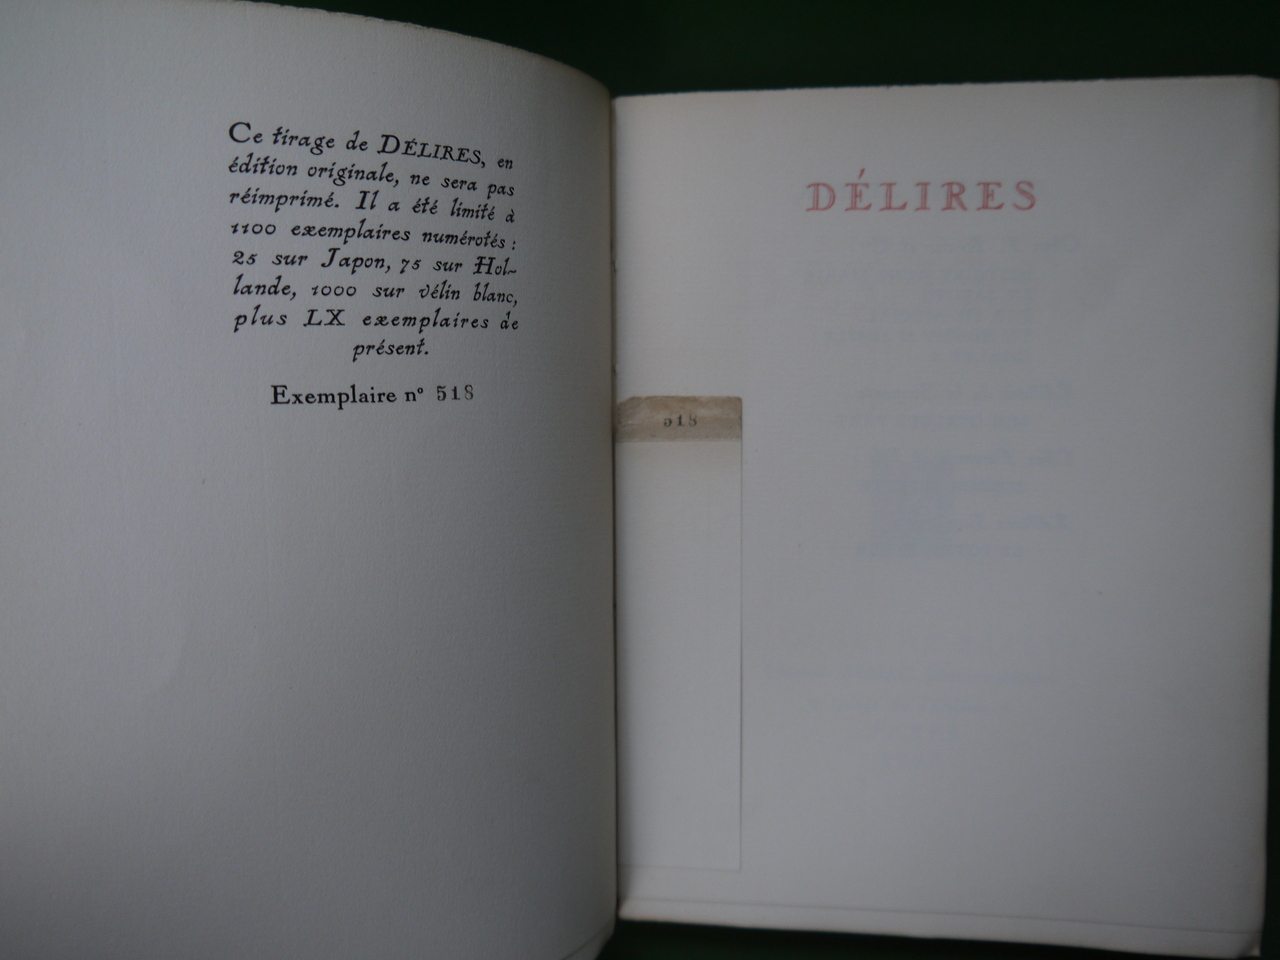 Ce tirage de DÉLIRES, en
édition originale, ne sera pas
réimprimé. Il a été limité à
1100 exemplaires numérotés :
25 sur Japon, 75 sur Hol-
lande, 1000 sur vélin blanc,
plus LX exemplaires de
présent.
Exemplaire nº 518
DÉLIRES
518